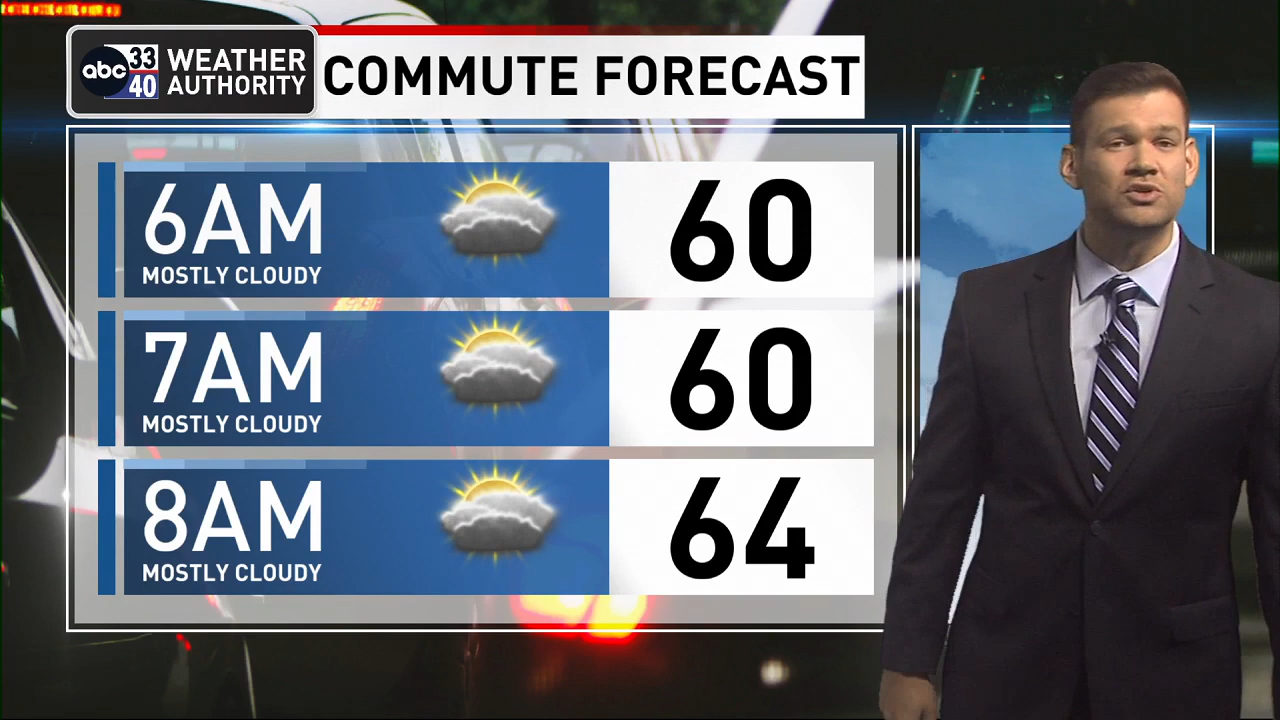 abc 33
40
WEATHER
AUTHORITY
COMMUTE FORECAST
6AM
MOSTLY CLOUDY
60
7AM
MOSTLY CLOUDY
60
8AM
MOSTLY CLOUDY
64